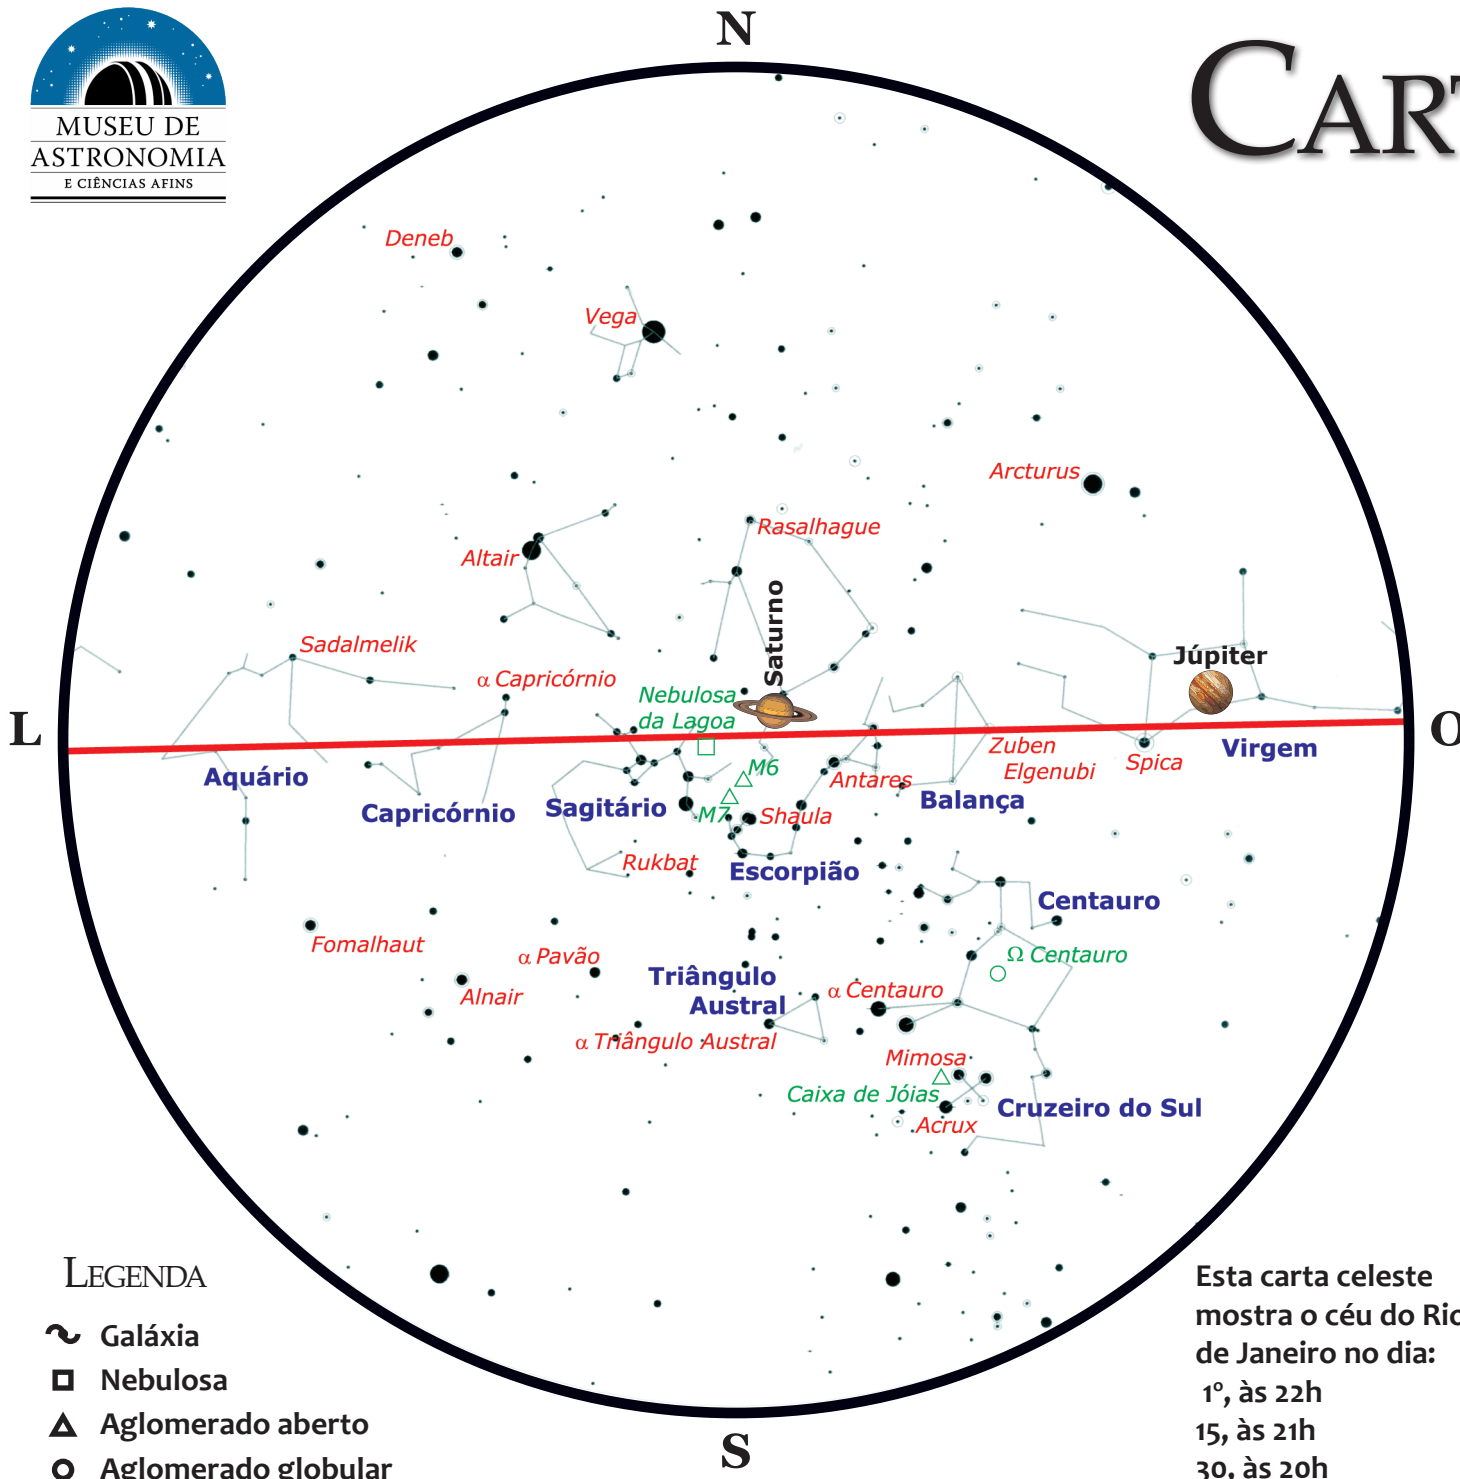 MUSEU DE
ASTRONOMIA
E CIÊNCIAS AFINS
N
CART
Deneb
Vega
Arcturus
Rasalhague
Altair
Saturno
Sadalmelik
Júpiter
α Capricórnio
Nebulosa
da Lagoa
L
O
Zuben
Elgenubi
Spica
Virgem
Aquário
M6
Antares
Capricórnio
Sagitário
M7
Shaula
Balança
Rukbat
Escorpião
Centauro
Fomalhaut
α Pavão
Ω Centauro
Triângulo
Austral
Alnair
α Centauro
α Triângulo Austral
Mimosa
Caixa de Jóias
Cruzeiro do Sul
Acrux
LEGENDA
Galáxia
Nebulosa
Aglomerado aberto
Aglomerado globular
S
Esta carta celeste
mostra o céu do Rio
de Janeiro no dia:
1º, às 22h
15, às 21h
30, às 20h